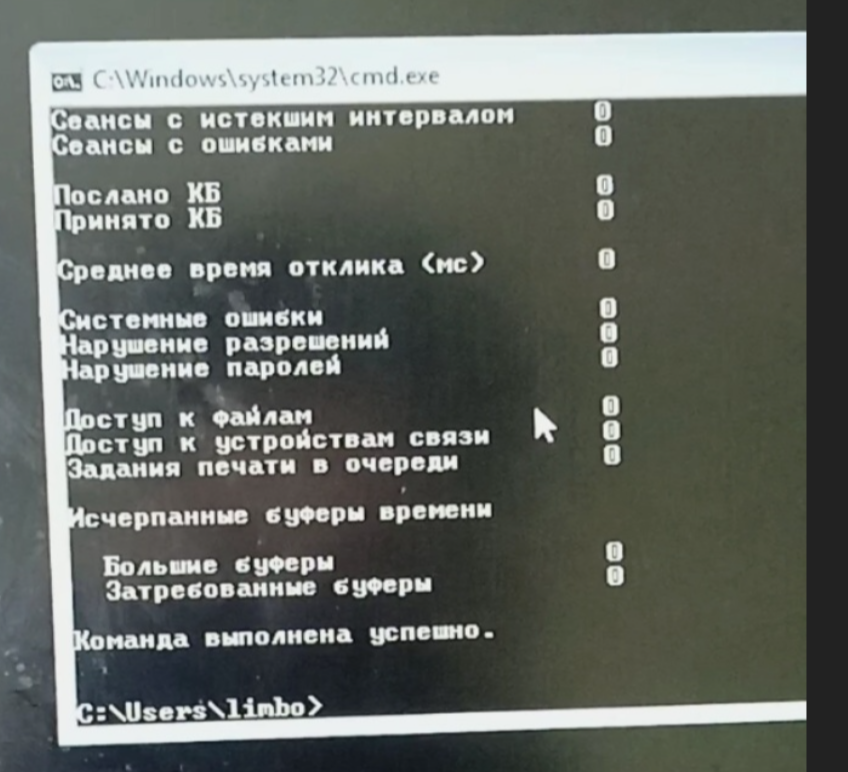 C:\Windows\system32\cmd.exe
Сеансы с истекшим интервалом 0
Сеансы с ошибками 0
Послано КБ 0
Принято КБ 0
Среднее время отклика (мс) 0
Системные ошибки 0
Нарушение разрешений 0
Нарушение паролей 0
Доступ к файлам 0
Доступ к устройствам связи 0
Задания печати в очереди 0
Исчерпанные буферы времени
Большие буферы 0
Затребованные буферы 0
Команда выполнена успешно.
C:\Users\limbo>